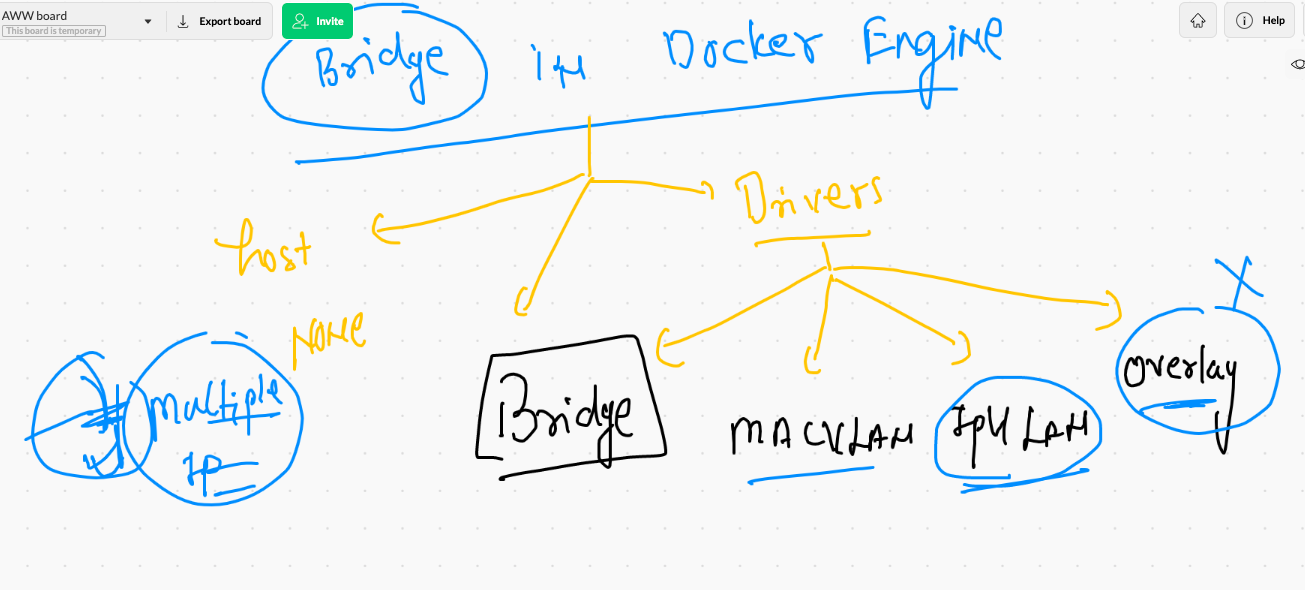 AWW board
This board is temporary
Export board
Invite
Help
Bridge in Docker Engine
Drivers
host
None
multiple
Ip
Bridge
MACVLAN
IpVLAN
overlay